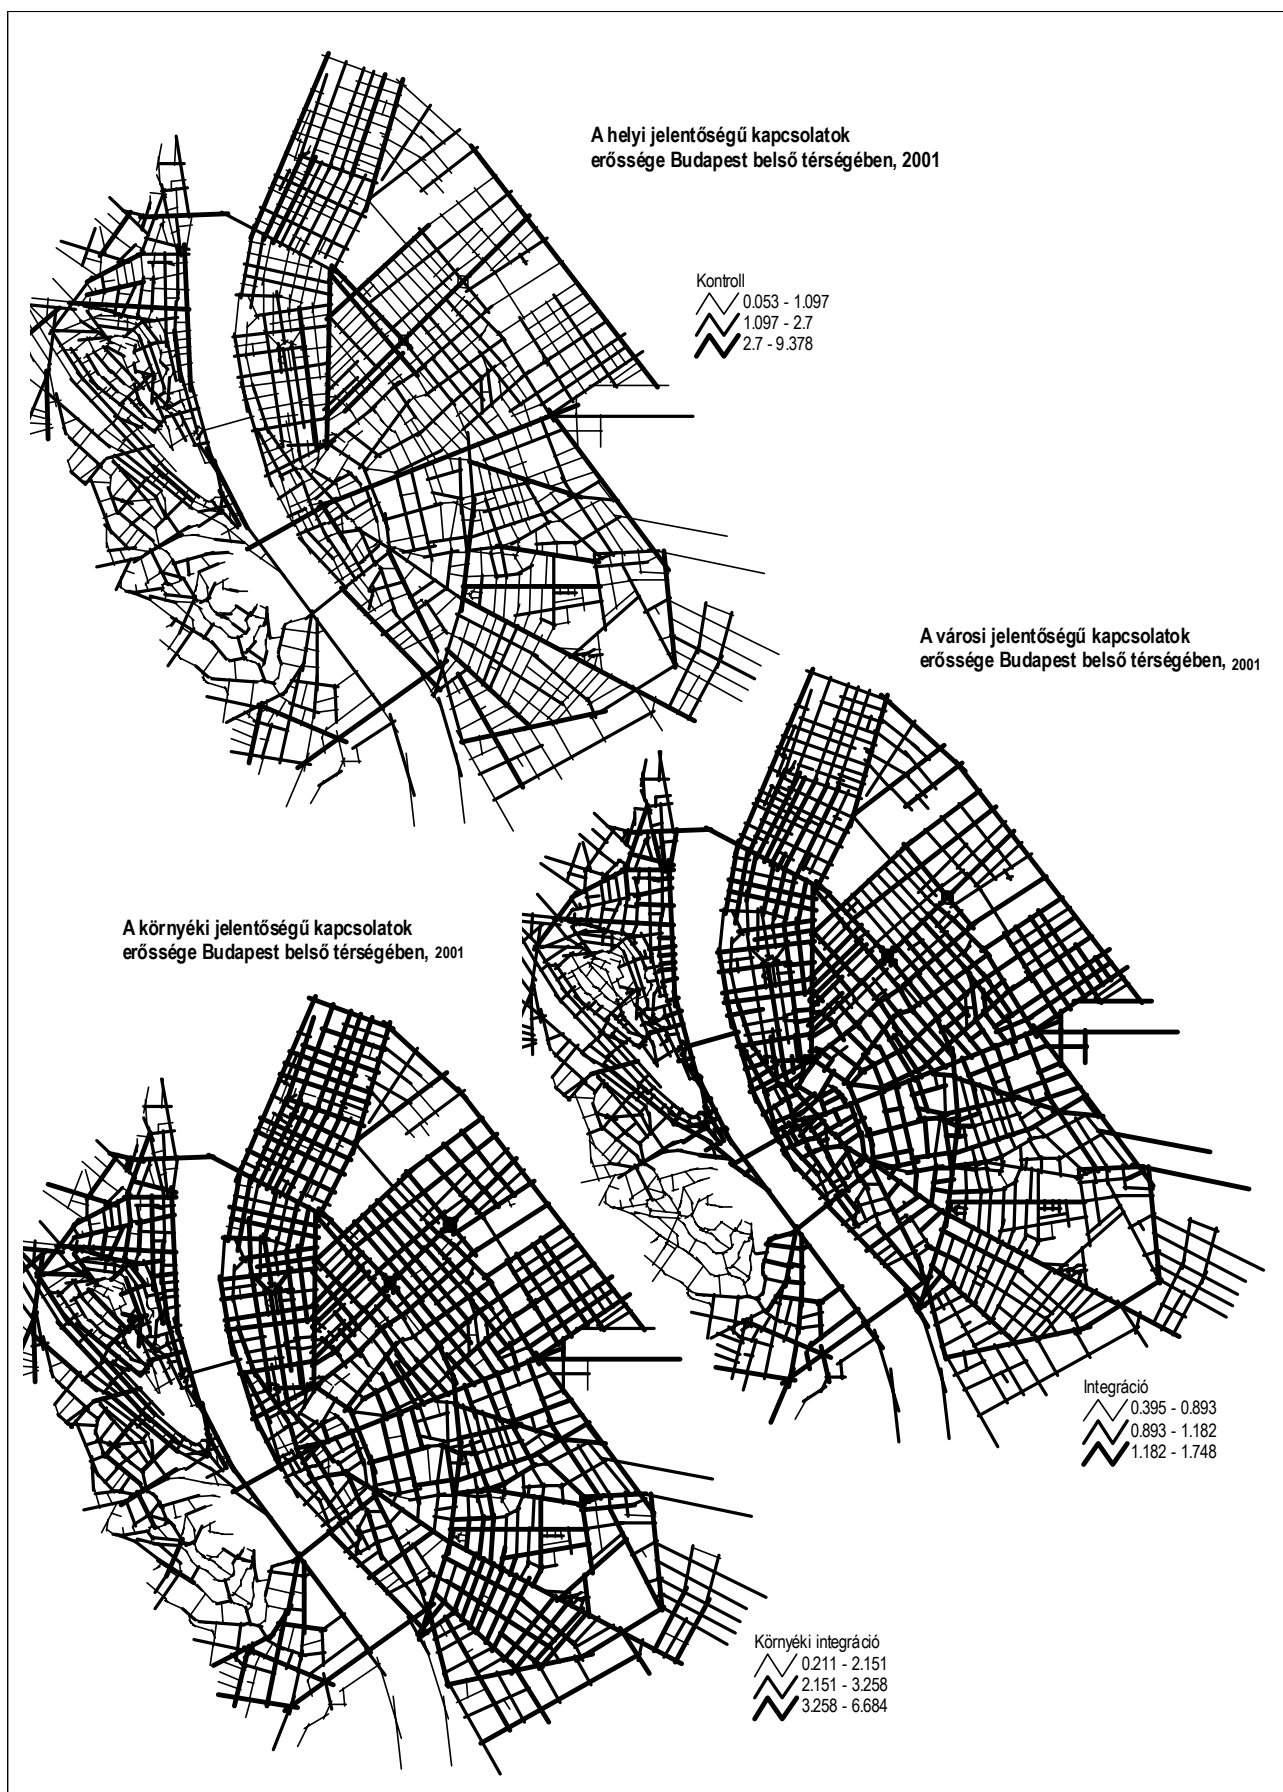 A helyi jelentőségű kapcsolatok
erőssége Budapest belső térségében, 2001
Kontroll
0.053 - 1.097
1.097 - 2.7
2.7 - 9.378
A városi jelentőségű kapcsolatok
erőssége Budapest belső térségében, 2001
A környéki jelentőségű kapcsolatok
erőssége Budapest belső térségében, 2001
Integráció
0.395 - 0.893
0.893 - 1.182
1.182 - 1.748
Környéki integráció
0.211 - 2.151
2.151 - 3.258
3.258 - 6.684